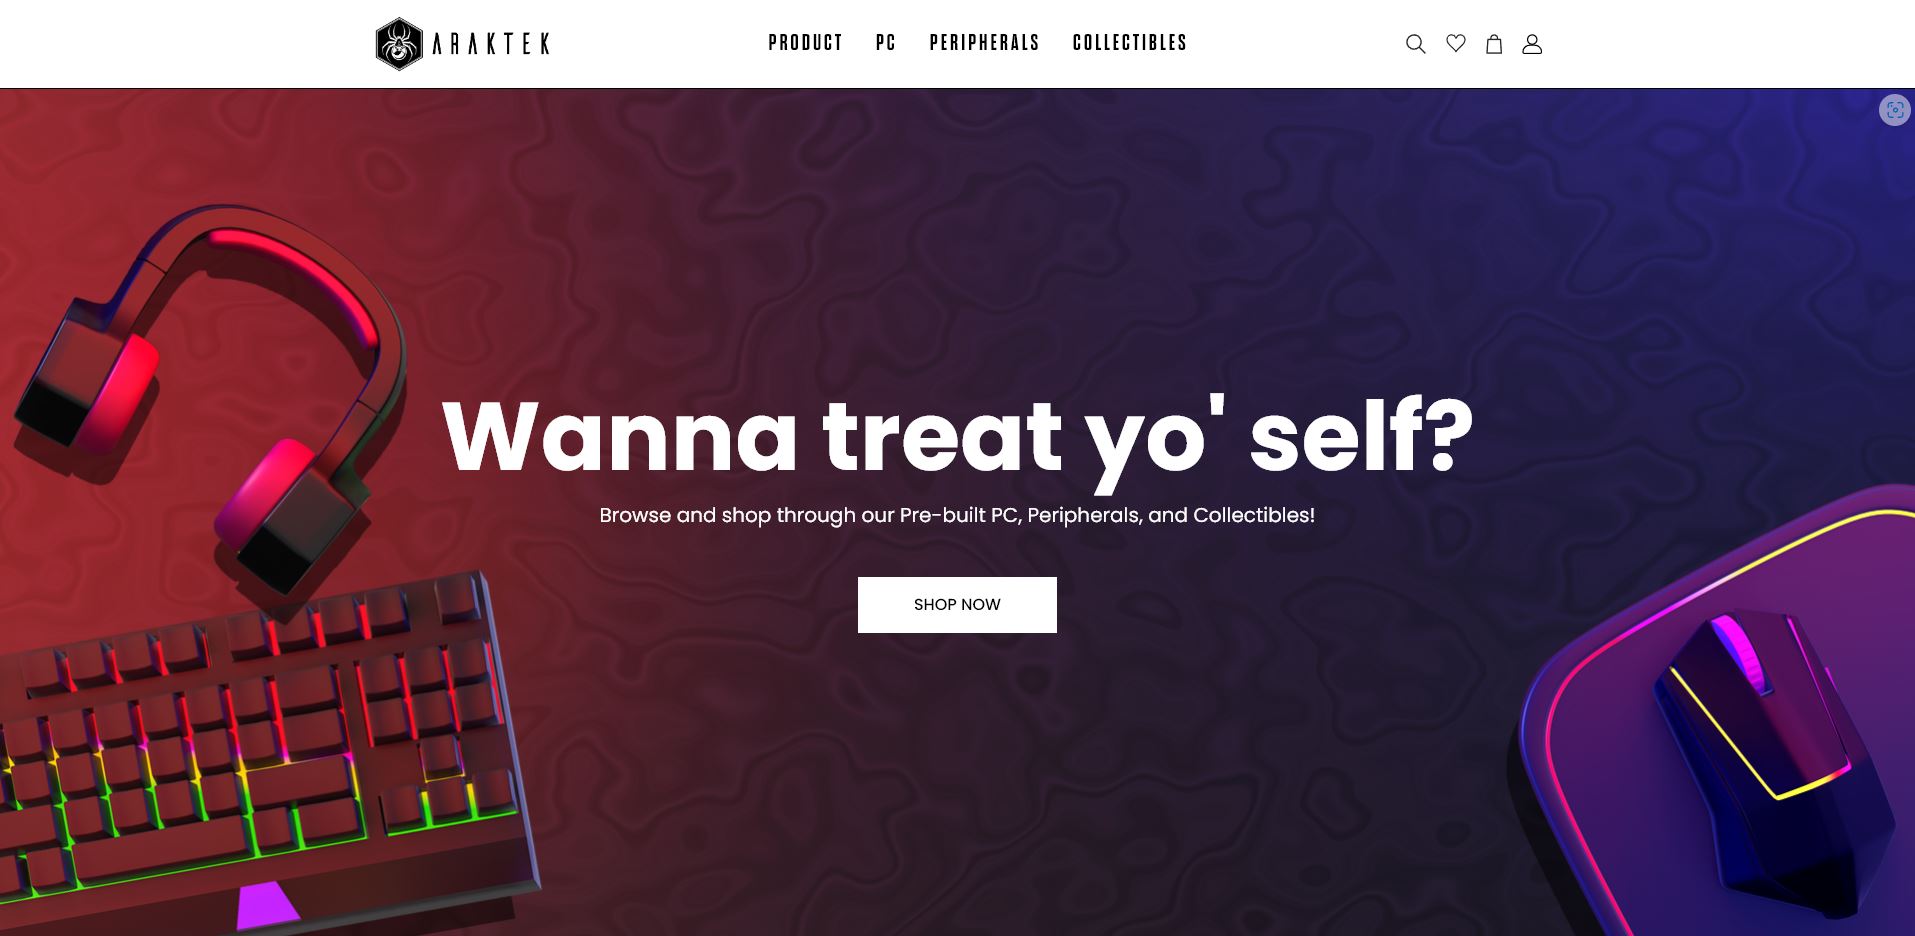 ARAKTEK
PRODUCT PC PERIPHERALS COLLECTIBLES
Wanna treat yo' self?
Browse and shop through our Pre-built PC, Peripherals, and Collectibles!
SHOP NOW